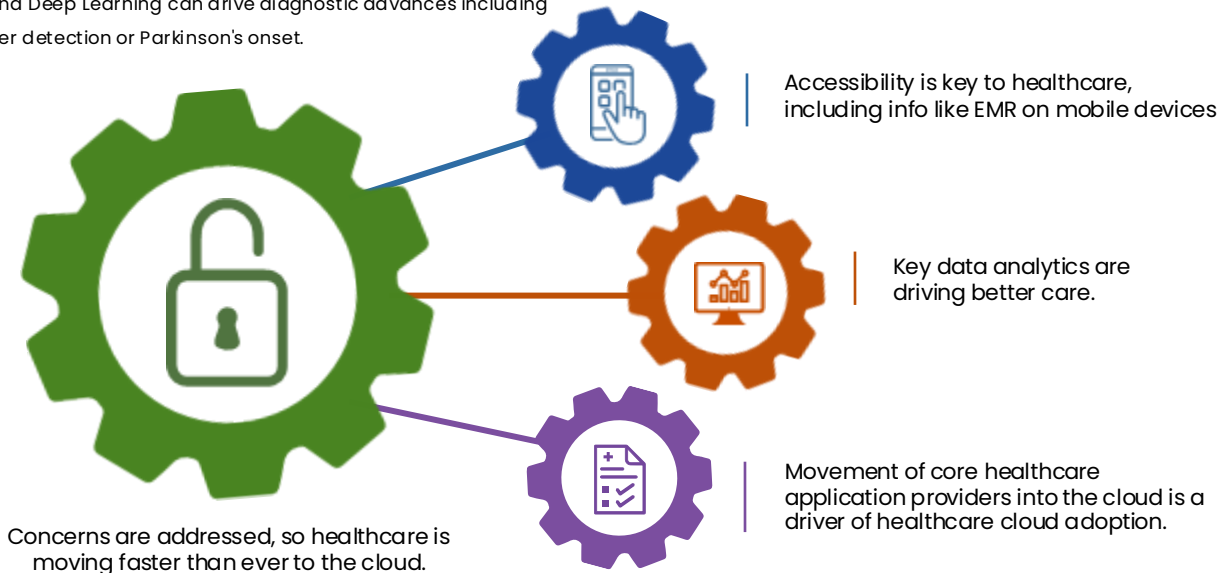 nd Deep Learning can drive diagnostic advances including
er detection or Parkinson's onset.
Accessibility is key to healthcare,
including info like EMR on mobile devices
Key data analytics are
driving better care.
Movement of core healthcare
application providers into the cloud is a
driver of healthcare cloud adoption.
Concerns are addressed, so healthcare is
moving faster than ever to the cloud.